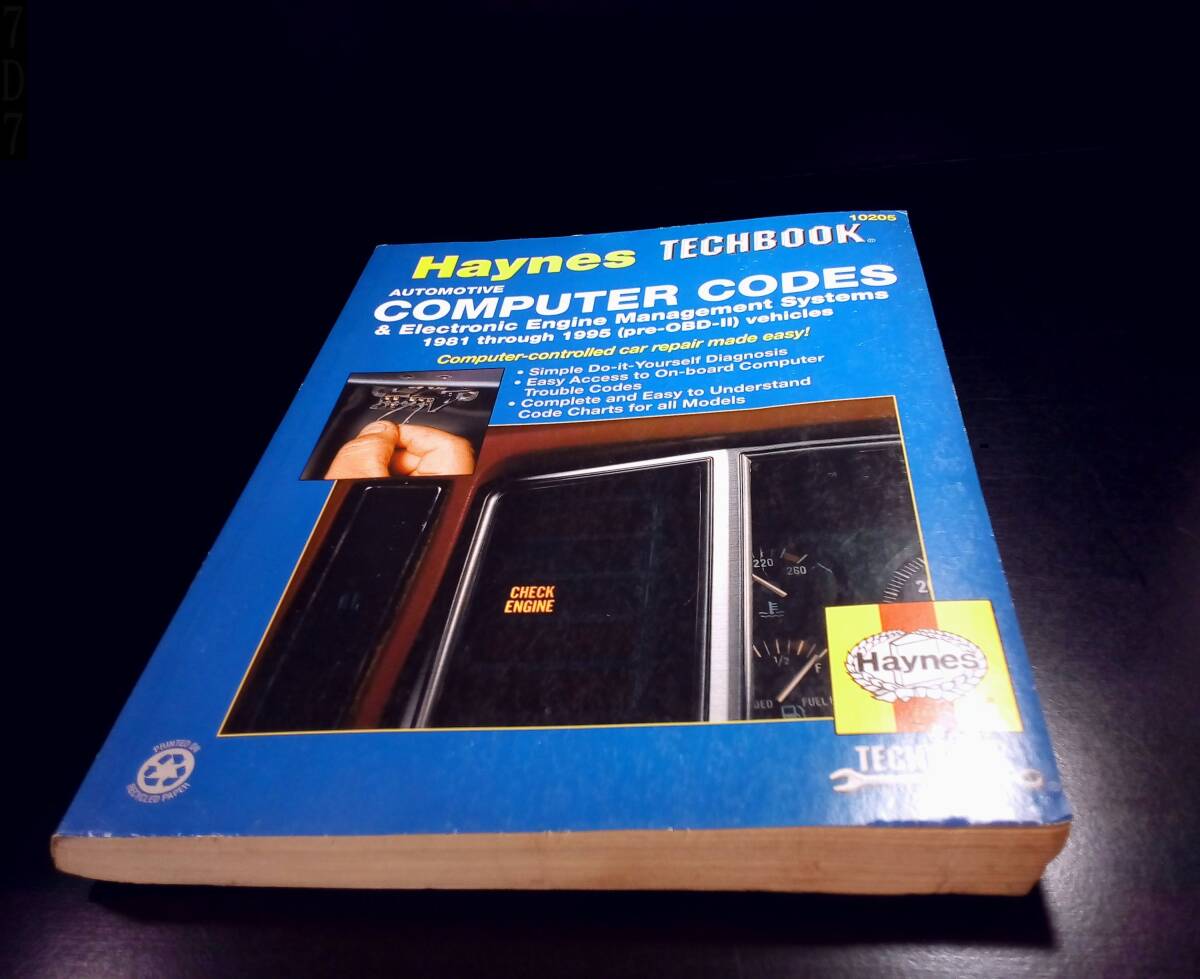 7
D
7
10205
Haynes TECHBOOK®
AUTOMOTIVE
COMPUTER CODES
& Electronic Engine Management Systems
1981 through 1995 (pre-OBD-II) vehicles
Computer-controlled car repair made easy!
• Simple Do-it-Yourself Diagnosis
• Easy Access to On-board Computer
Trouble Codes
• Complete and Easy to Understand
Code Charts for all Models
CHECK
ENGINE
220
260
2
1/2
F
FUEL
Haynes
PRINTED ON
RECYCLED PAPER